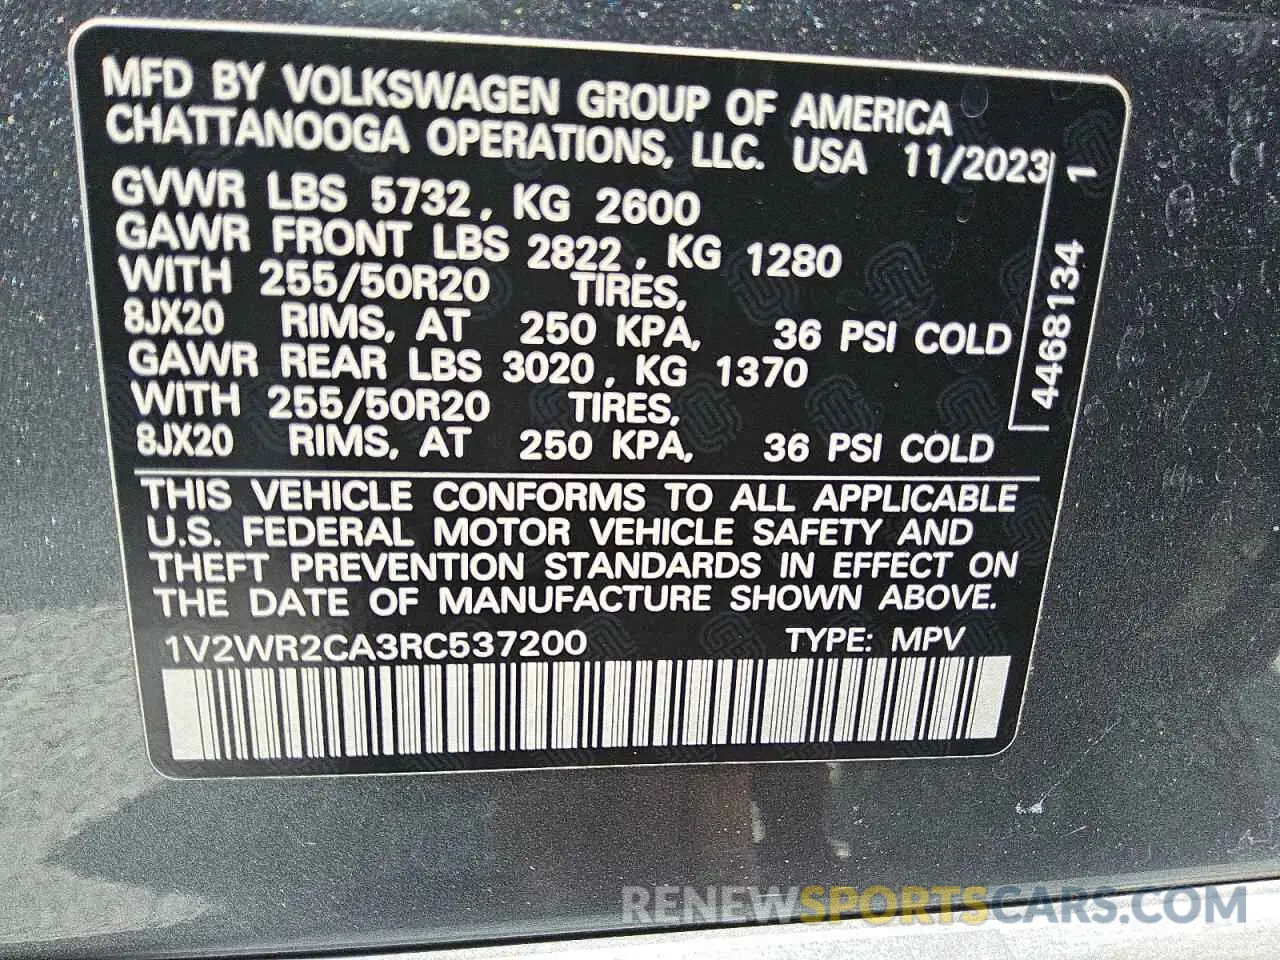 MFD BY VOLKSWAGEN GROUP OF AMERICA
CHATTANOOGA OPERATIONS, LLC. USA 11/2023
GVWR LBS 5732, KG 2600
GAWR FRONT LBS 2822, KG 1280
WITH 255/50R20 TIRES,
8JX20 RIMS, AT 250 KPA, 36 PSI COLD
GAWR REAR LBS 3020, KG 1370
WITH 255/50R20 TIRES,
8JX20 RIMS, AT 250 KPA, 36 PSI COLD
4468134 1
THIS VEHICLE CONFORMS TO ALL APPLICABLE
U.S. FEDERAL MOTOR VEHICLE SAFETY AND
THEFT PREVENTION STANDARDS IN EFFECT ON
THE DATE OF MANUFACTURE SHOWN ABOVE.
1V2WR2CA3RC537200 TYPE: MPV
RENEWSPORTSCARS.COM